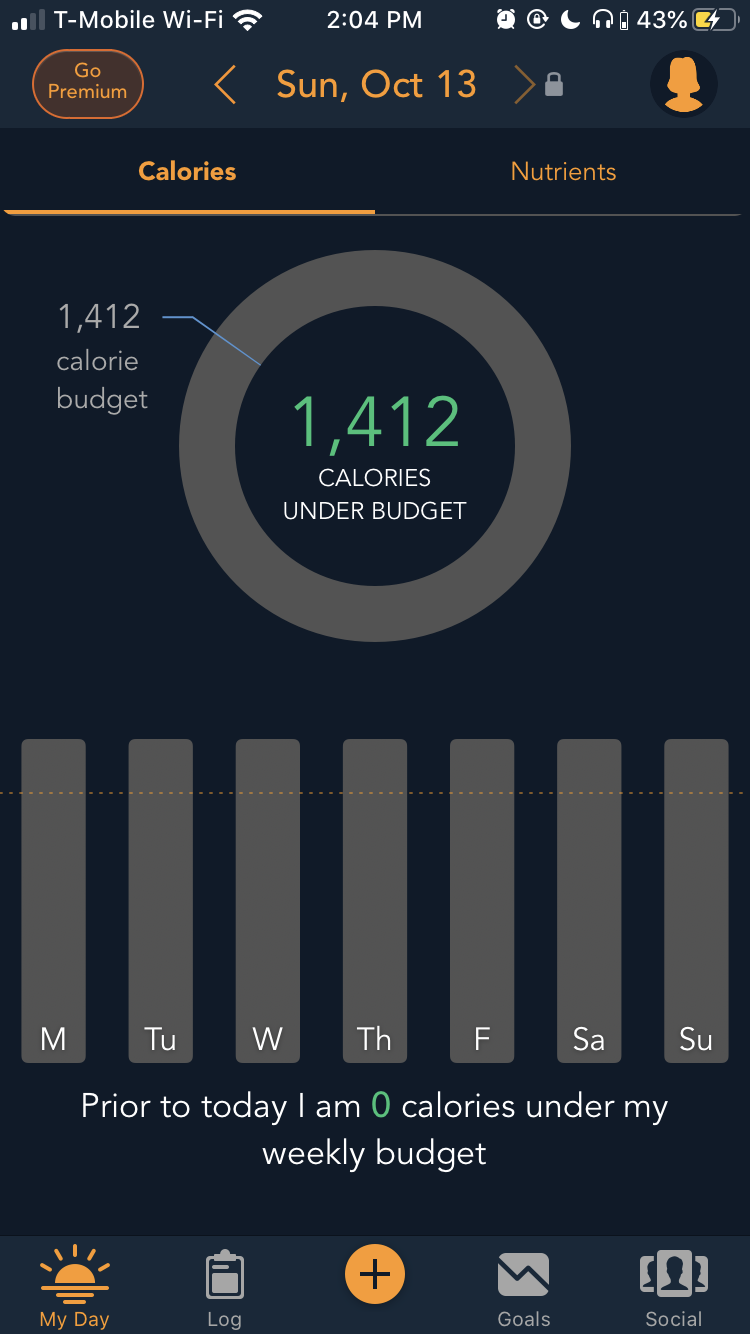 T-Mobile Wi-Fi 2:04 PM 43%
Go
Premium
Sun, Oct 13
Calories Nutrients
1,412
calorie
budget
1,412
CALORIES
UNDER BUDGET
M Tu W Th F Sa Su
Prior to today I am 0 calories under my
weekly budget
My Day Log Goals Social